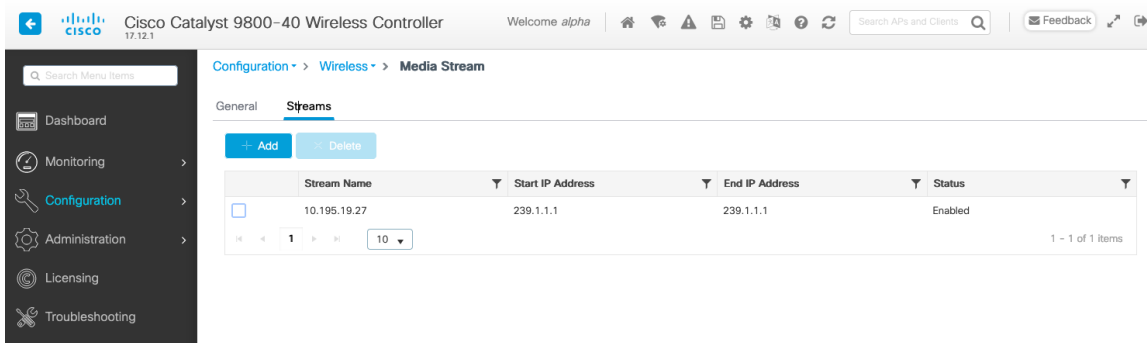 CISCO
Cisco Catalyst 9800-40 Wireless Controller
17.12.1
Welcome alpha
Search APs and Clients
Feedback
Search Menu Items
Dashboard
Monitoring
Configuration
Administration
Licensing
Troubleshooting
Configuration > Wireless > Media Stream
General Streams
+ Add
× Delete
Stream Name Start IP Address End IP Address Status
10.195.19.27 239.1.1.1 239.1.1.1 Enabled
1 10 1 - 1 of 1 items